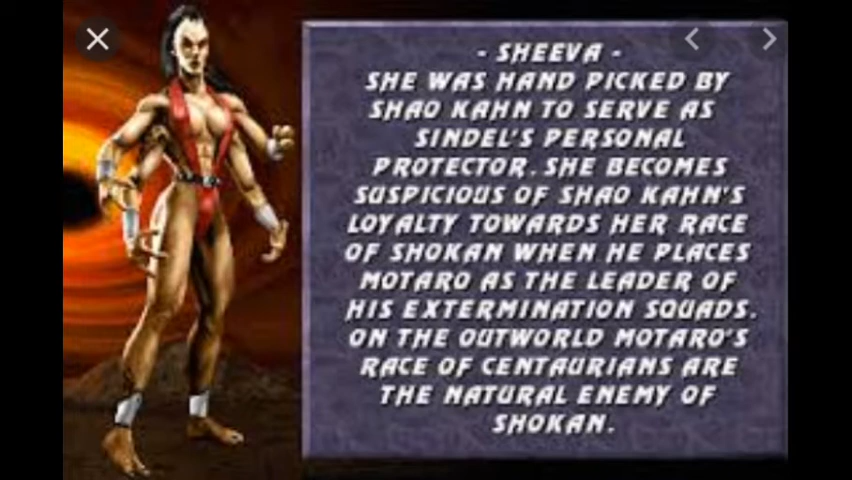 - SHEEVA -
SHE WAS HAND PICKED BY
SHAO KAHN TO SERVE AS
SINDEL'S PERSONAL
PROTECTOR. SHE BECOMES
SUSPICIOUS OF SHAO KAHN'S
LOYALTY TOWARDS HER RACE
OF SHOKAN WHEN HE PLACES
MOTARO AS THE LEADER OF
HIS EXTERMINATION SQUADS.
ON THE OUTWORLD MOTARO'S
RACE OF CENTAURIANS ARE
THE NATURAL ENEMY OF
SHOKAN.